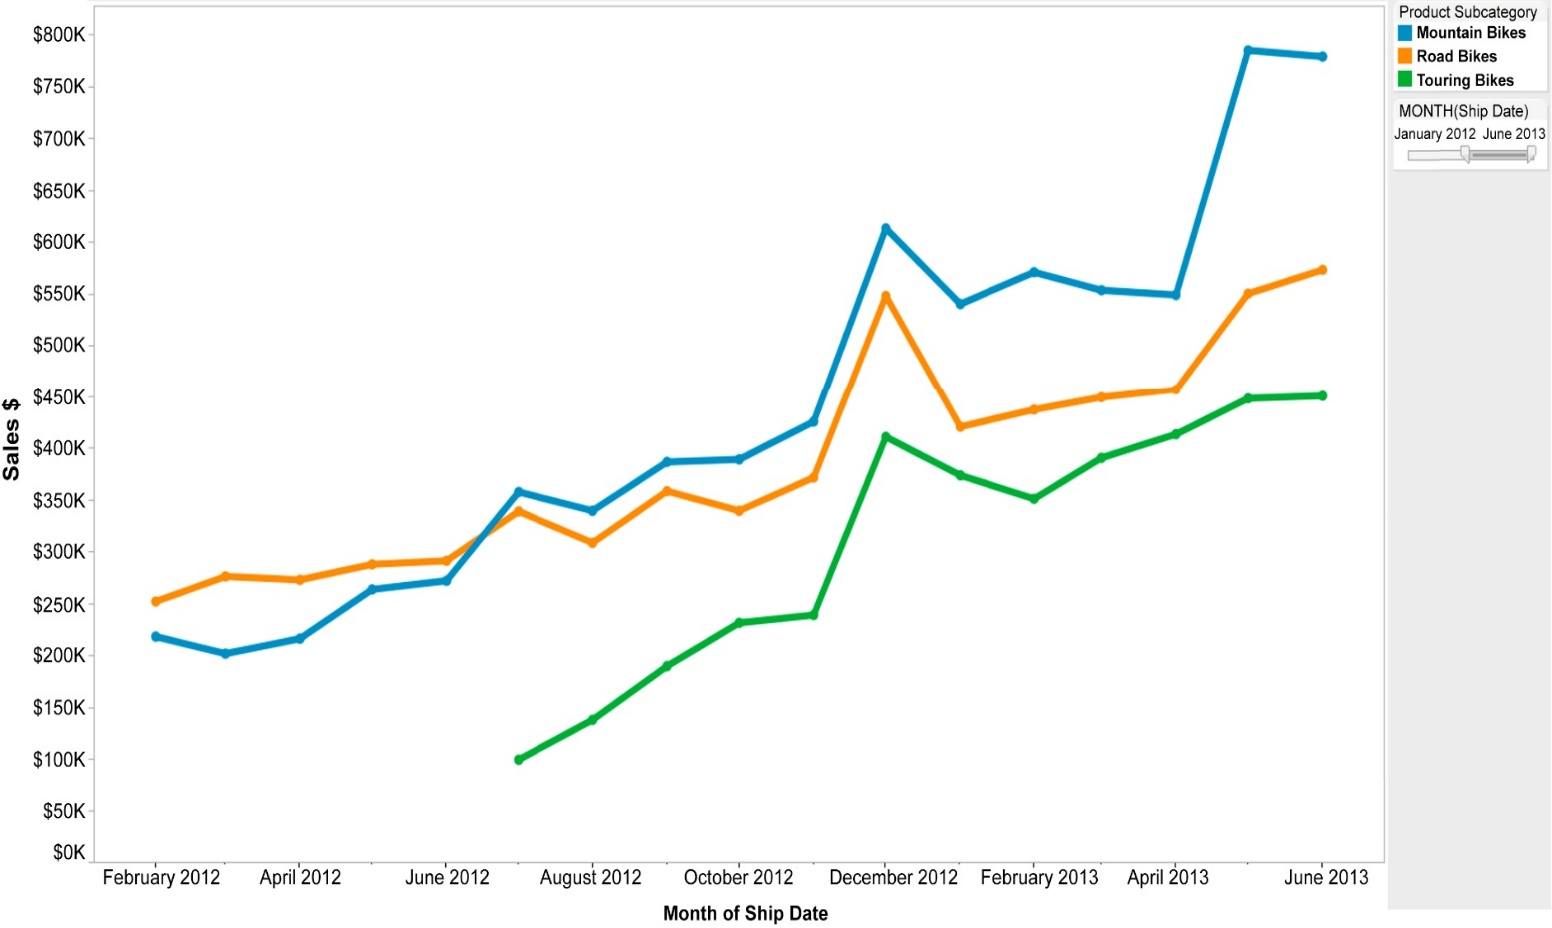 $800K
$750K
$700K
$650K
$600K
$550K
$500K
$450K
$400K
$350K
$300K
$250K
$200K
$150K
$100K
$50K
$0K
Sales $
February 2012 April 2012 June 2012 August 2012 October 2012 December 2012 February 2013 April 2013 June 2013
Month of Ship Date
Product Subcategory
Mountain Bikes
Road Bikes
Touring Bikes
MONTH(Ship Date)
January 2012 June 2013